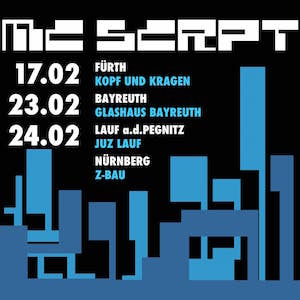 MC SCRPT
17.02 FÜRTH
KOPF UND KRAGEN
23.02 BAYREUTH
GLASHAUS BAYREUTH
24.02 LAUF a.d.PEGNITZ
JUZ LAUF
NÜRNBERG
Z-BAU